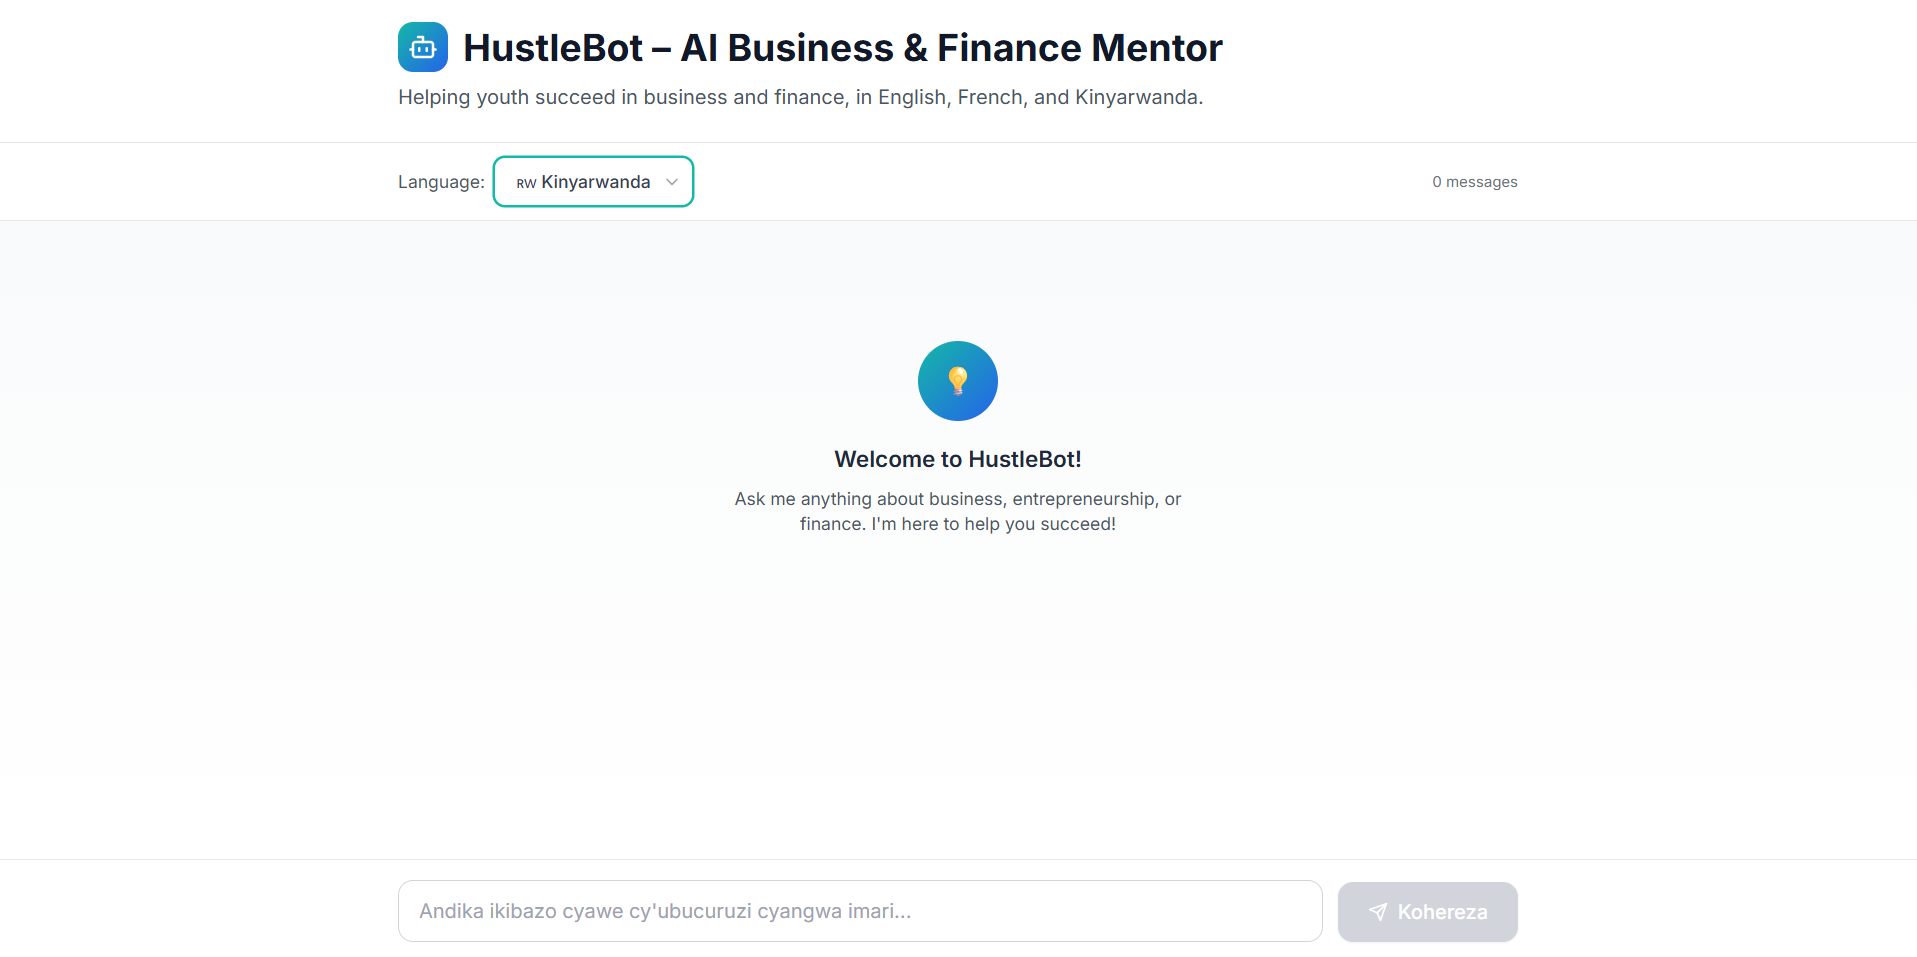 HustleBot – AI Business & Finance Mentor
Helping youth succeed in business and finance, in English, French, and Kinyarwanda.
Language:
RW Kinyarwanda
0 messages
Welcome to HustleBot!
Ask me anything about business, entrepreneurship, or
finance. I'm here to help you succeed!
Andika ikibazo cyawe cy'ubucuruzi cyangwa imari...
Kohereza